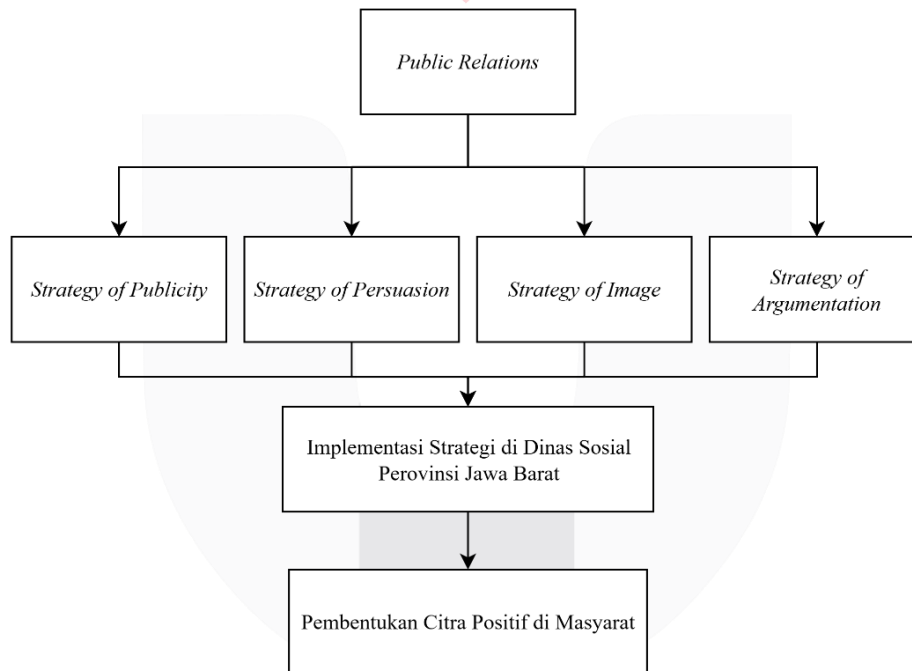 Public Relations
Strategy of Publicity
Strategy of Persuasion
Strategy of Image
Strategy of
Argumentation
Implementasi Strategi di Dinas Sosial
Perovinsi Jawa Barat
Pembentukan Citra Positif di Masyarat